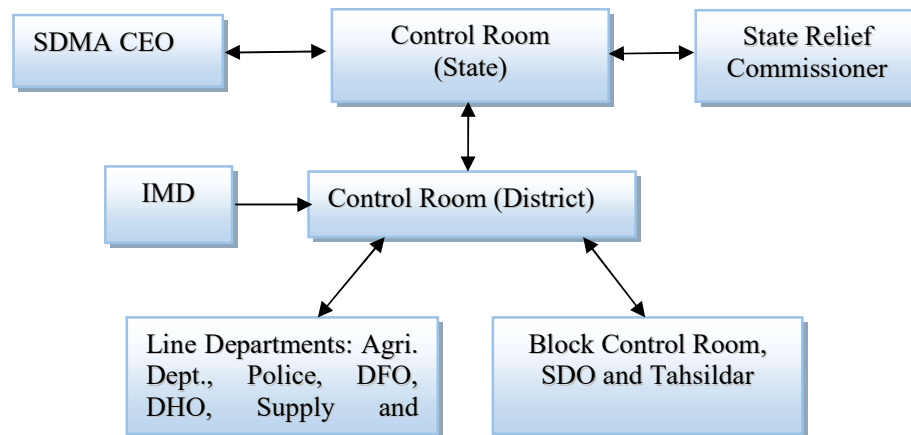 SDMA CEO
Control Room
(State)
State Relief
Commissioner
IMD
Control Room (District)
Line Departments: Agri.
Dept., Police, DFO,
DHO, Supply and
Block Control Room,
SDO and Tahsildar